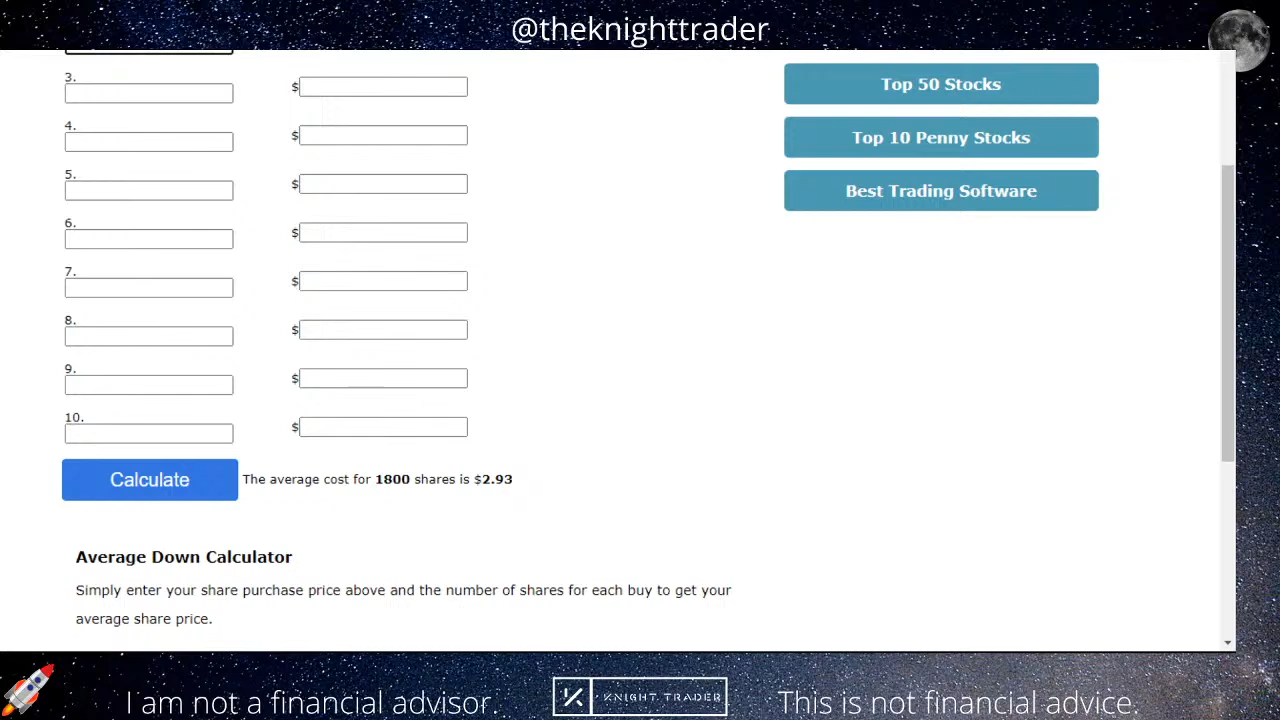 @theknighttrader
3.
$
Top 50 Stocks
4.
$
Top 10 Penny Stocks
5.
$
Best Trading Software
6.
$
7.
$
8.
$
9.
$
10.
$
Calculate
The average cost for 1800 shares is $2.93
Average Down Calculator
Simply enter your share purchase price above and the number of shares for each buy to get your
average share price.
I am not a financial advisor.
KNIGHT TRADER
This is not financial advice.